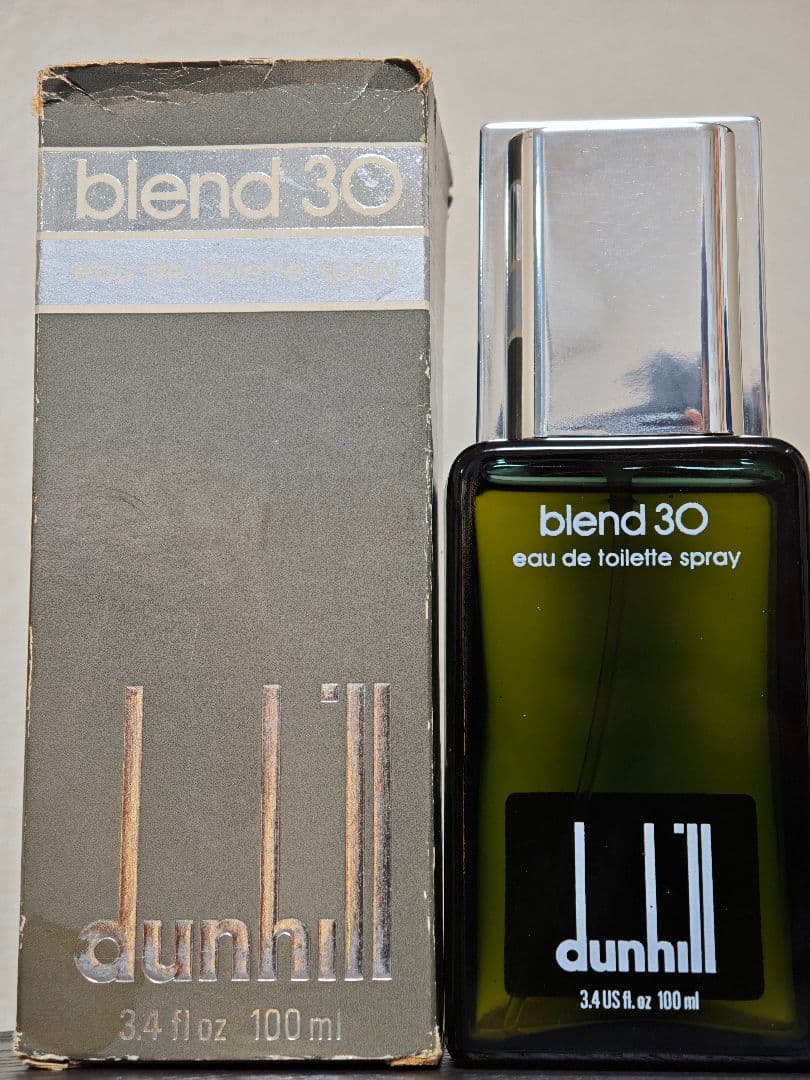 blend 30
eau de toilette spray
dunhill
3.4 fl oz 100 ml
blend 30
eau de toilette spray
dunhill
3.4 US fl. oz 100 ml